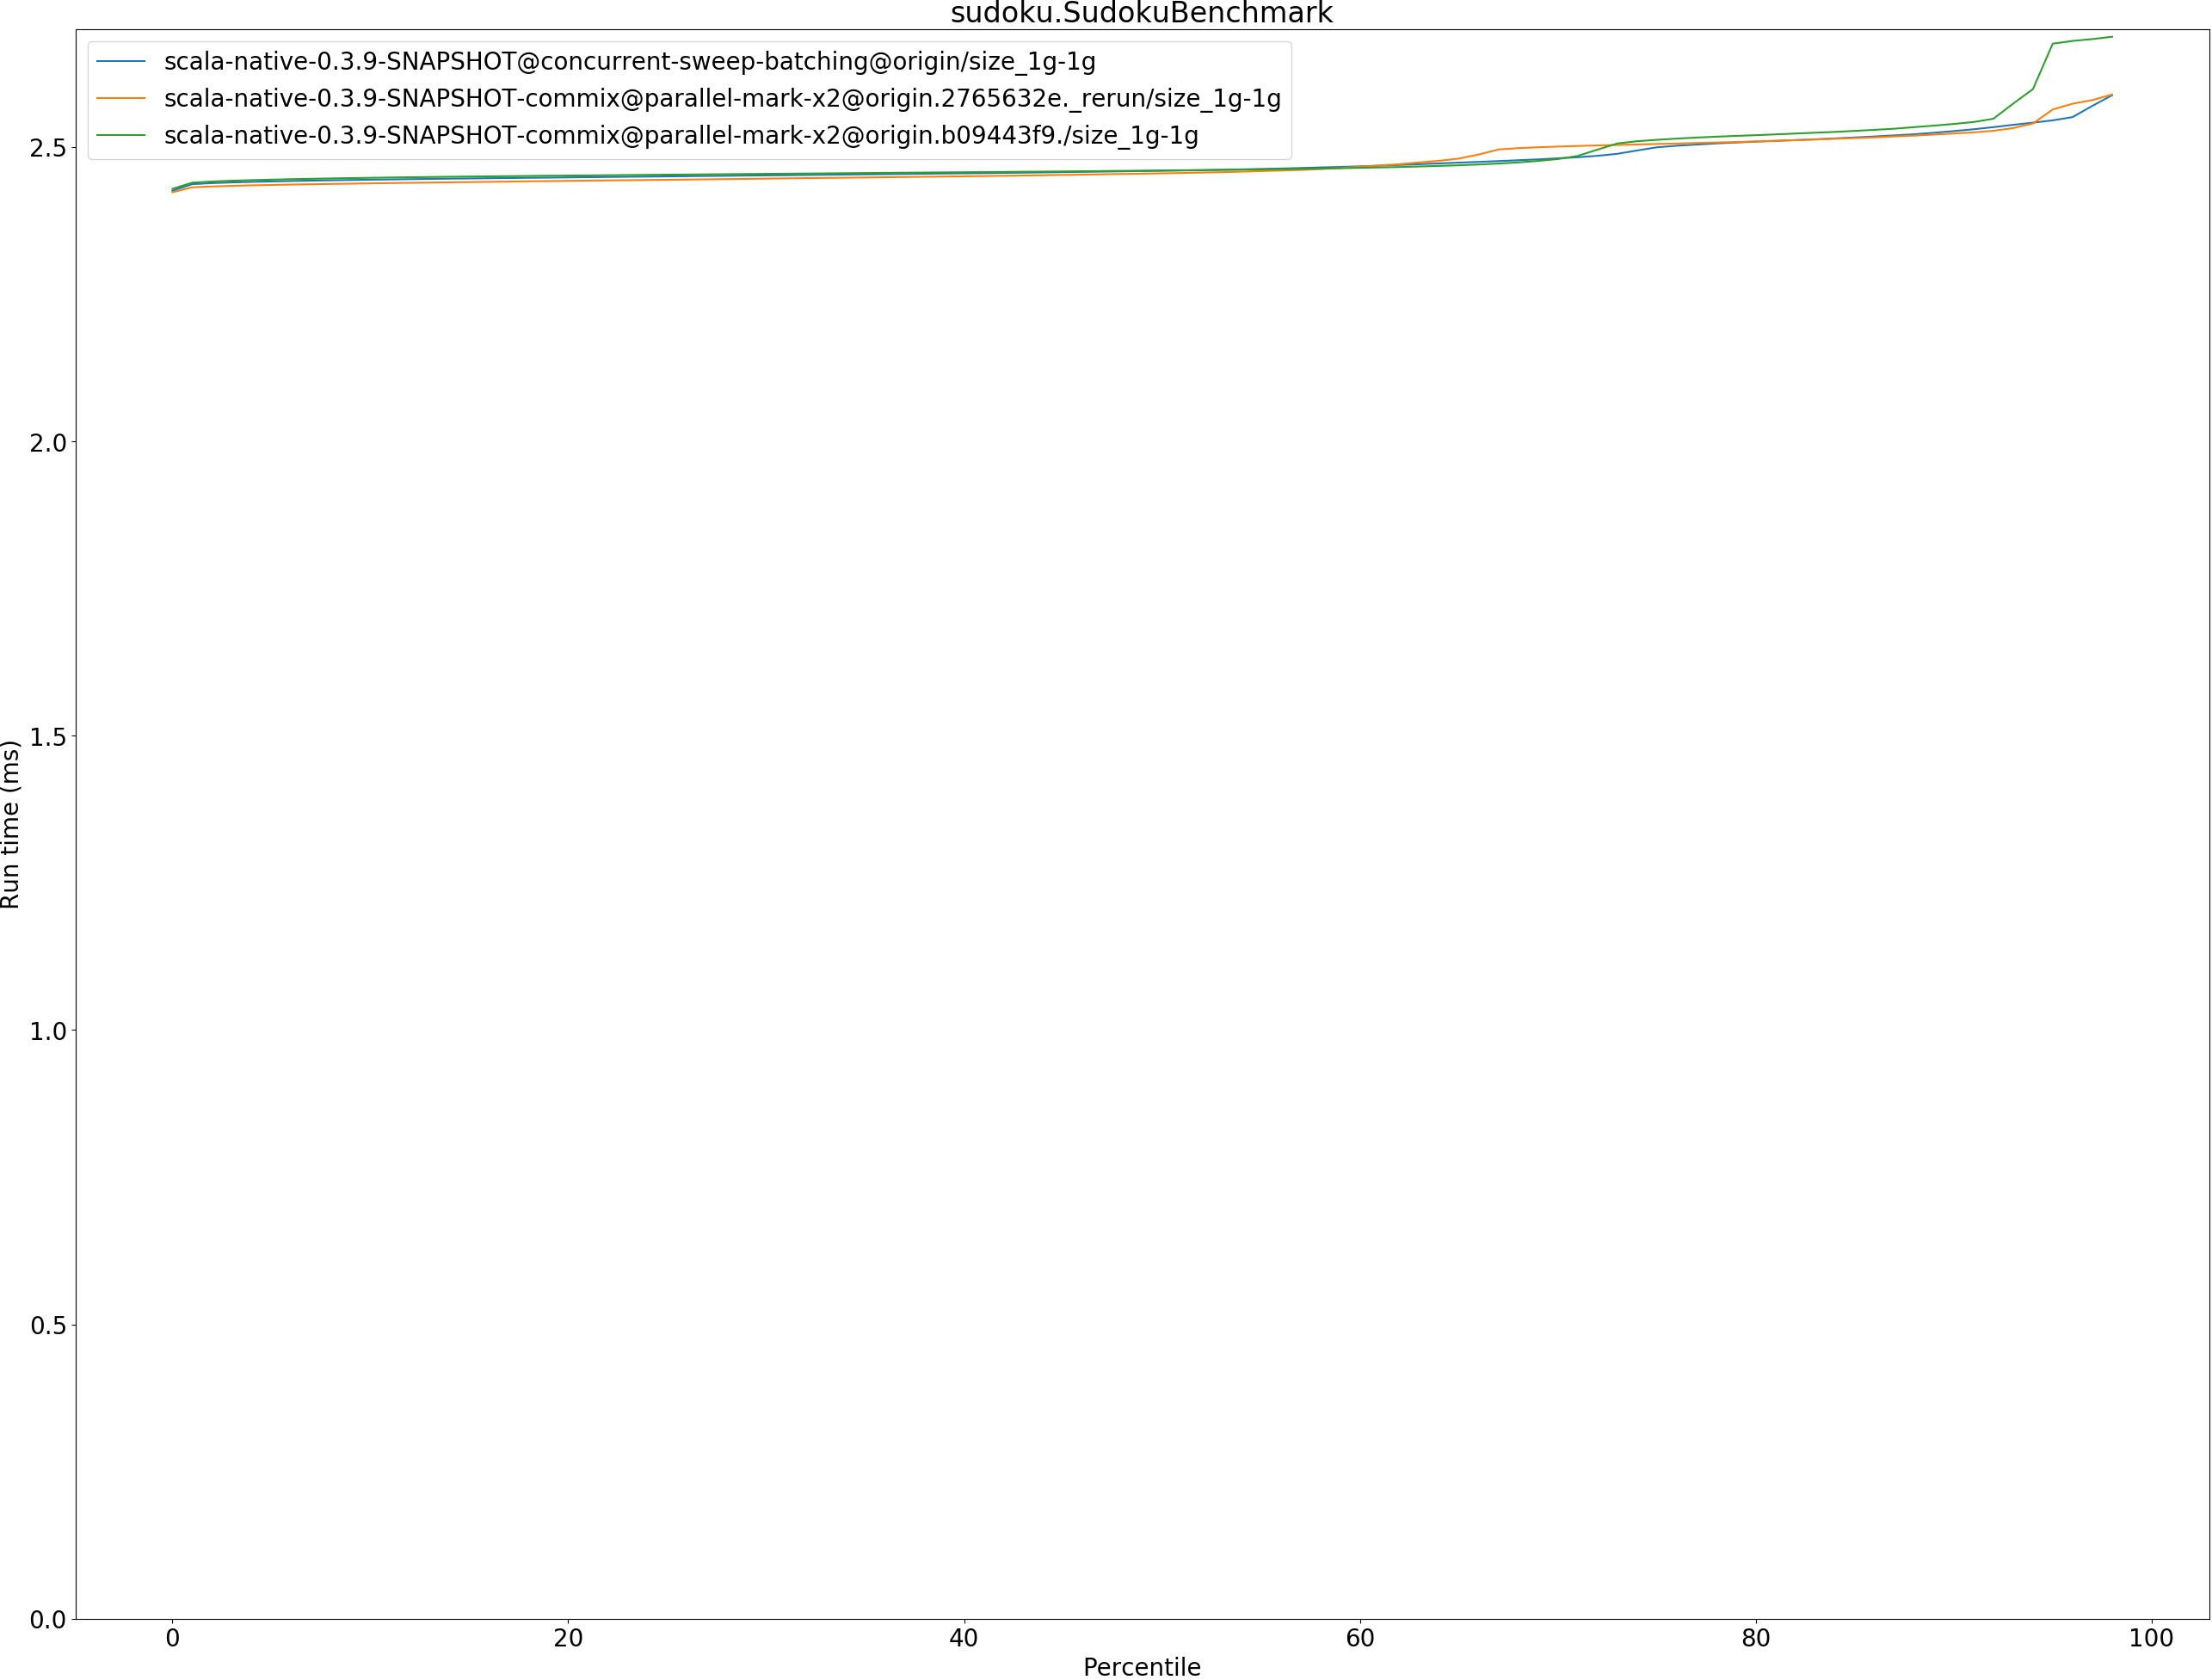 sudoku.SudokuBenchmark
scala-native-0.3.9-SNAPSHOT@concurrent-sweep-batching@origin/size_1g-1g
scala-native-0.3.9-SNAPSHOT-commix@parallel-mark-x2@origin.2765632e._rerun/size_1g-1g
scala-native-0.3.9-SNAPSHOT-commix@parallel-mark-x2@origin.b09443f9./size_1g-1g
2.5
2.0
1.5
1.0
0.5
0.0
Run time (ms)
0 20 40 60 80 100
Percentile